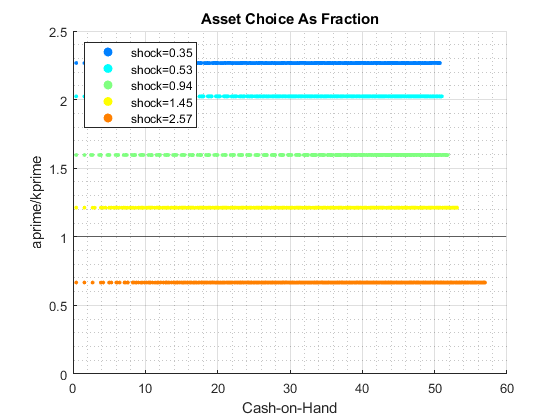 Asset Choice As Fraction
2.5
2
1.5
1
0.5
0
aprime/kprime
shock=0.35
shock=0.53
shock=0.94
shock=1.45
shock=2.57
0 10 20 30 40 50 60
Cash-on-Hand